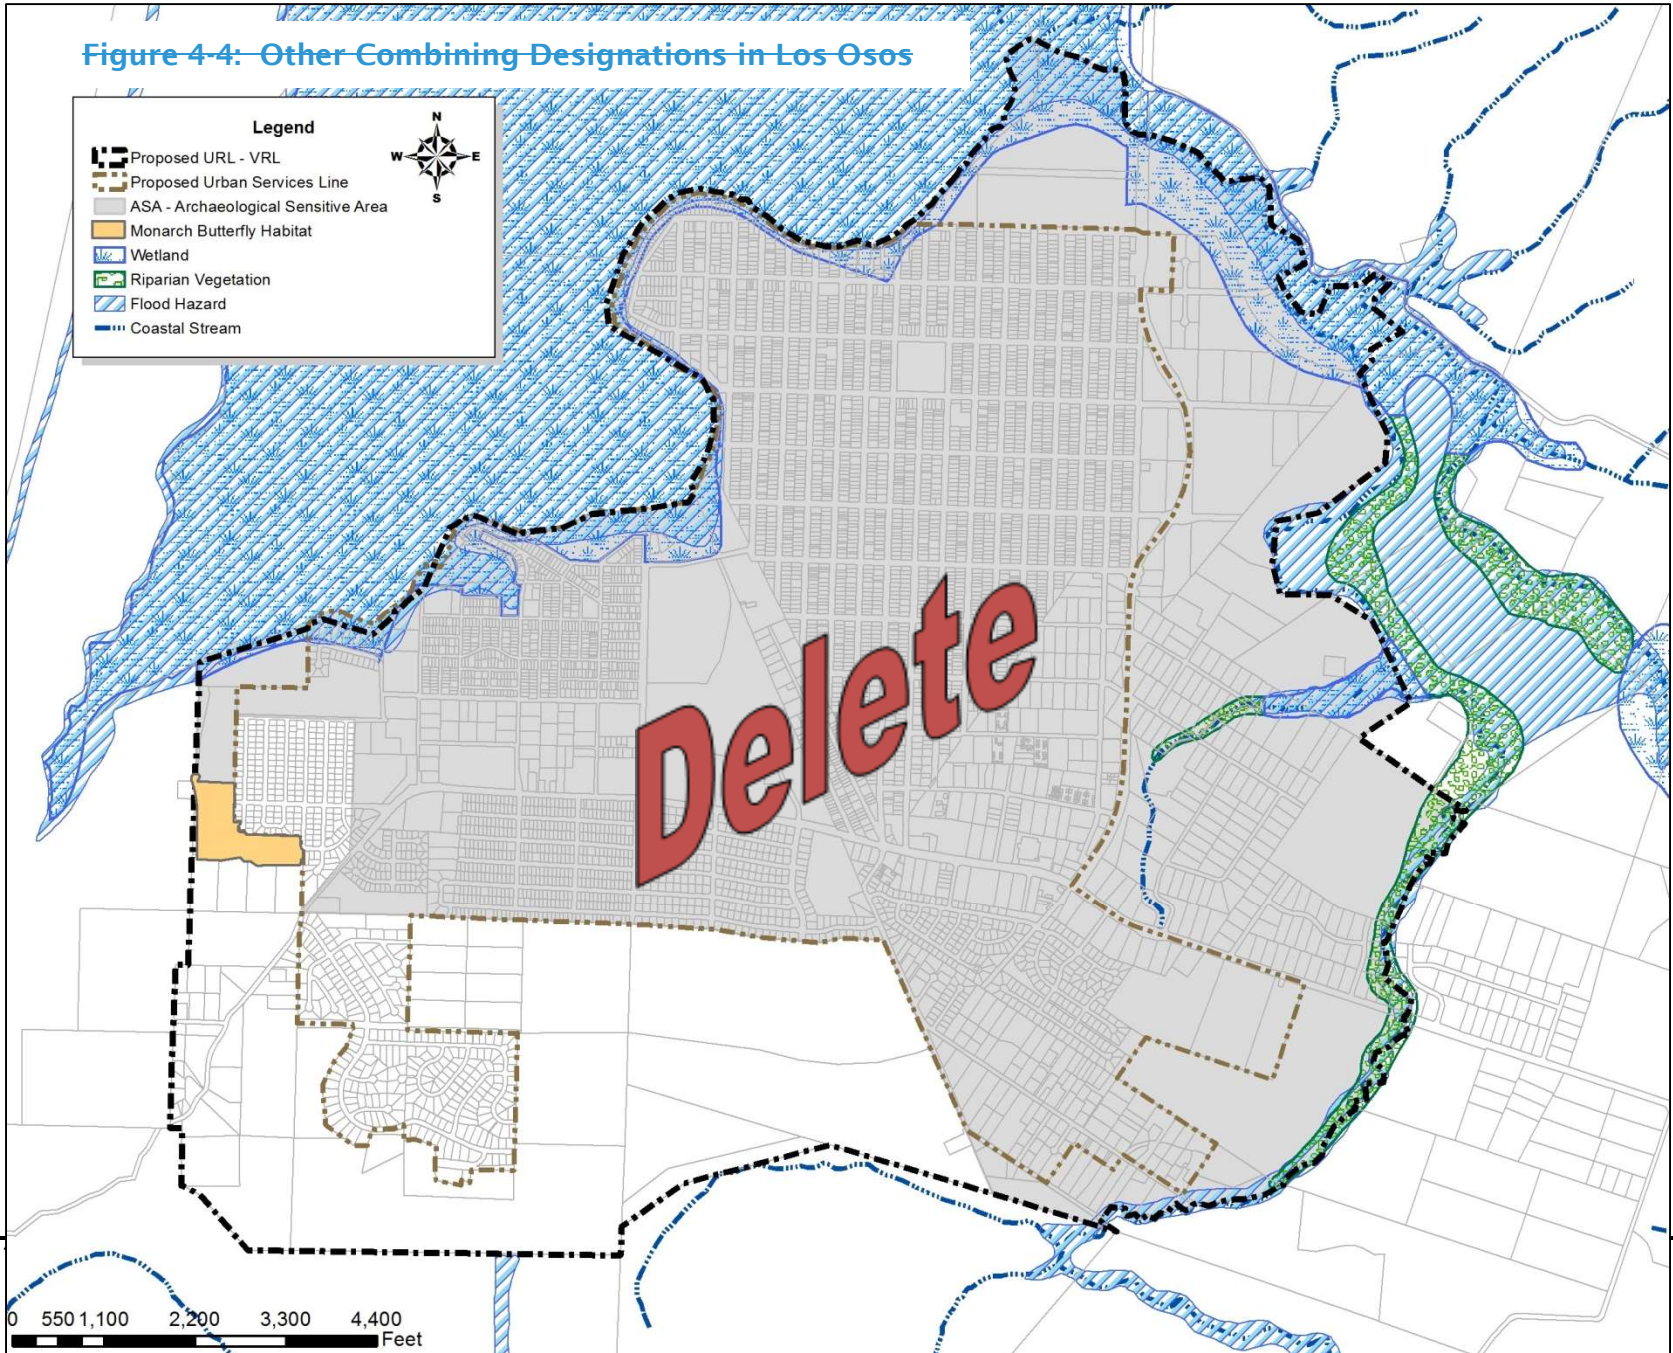 Figure 4-4:  Other Combining Designations in Los Osos
Legend
N
W E
S
Proposed URL - VRL
Proposed Urban Services Line
ASA - Archaeological Sensitive Area
Monarch Butterfly Habitat
Wetland
Riparian Vegetation
Flood Hazard
Coastal Stream
Delete
0 550 1,100 2,200 3,300 4,400
Feet